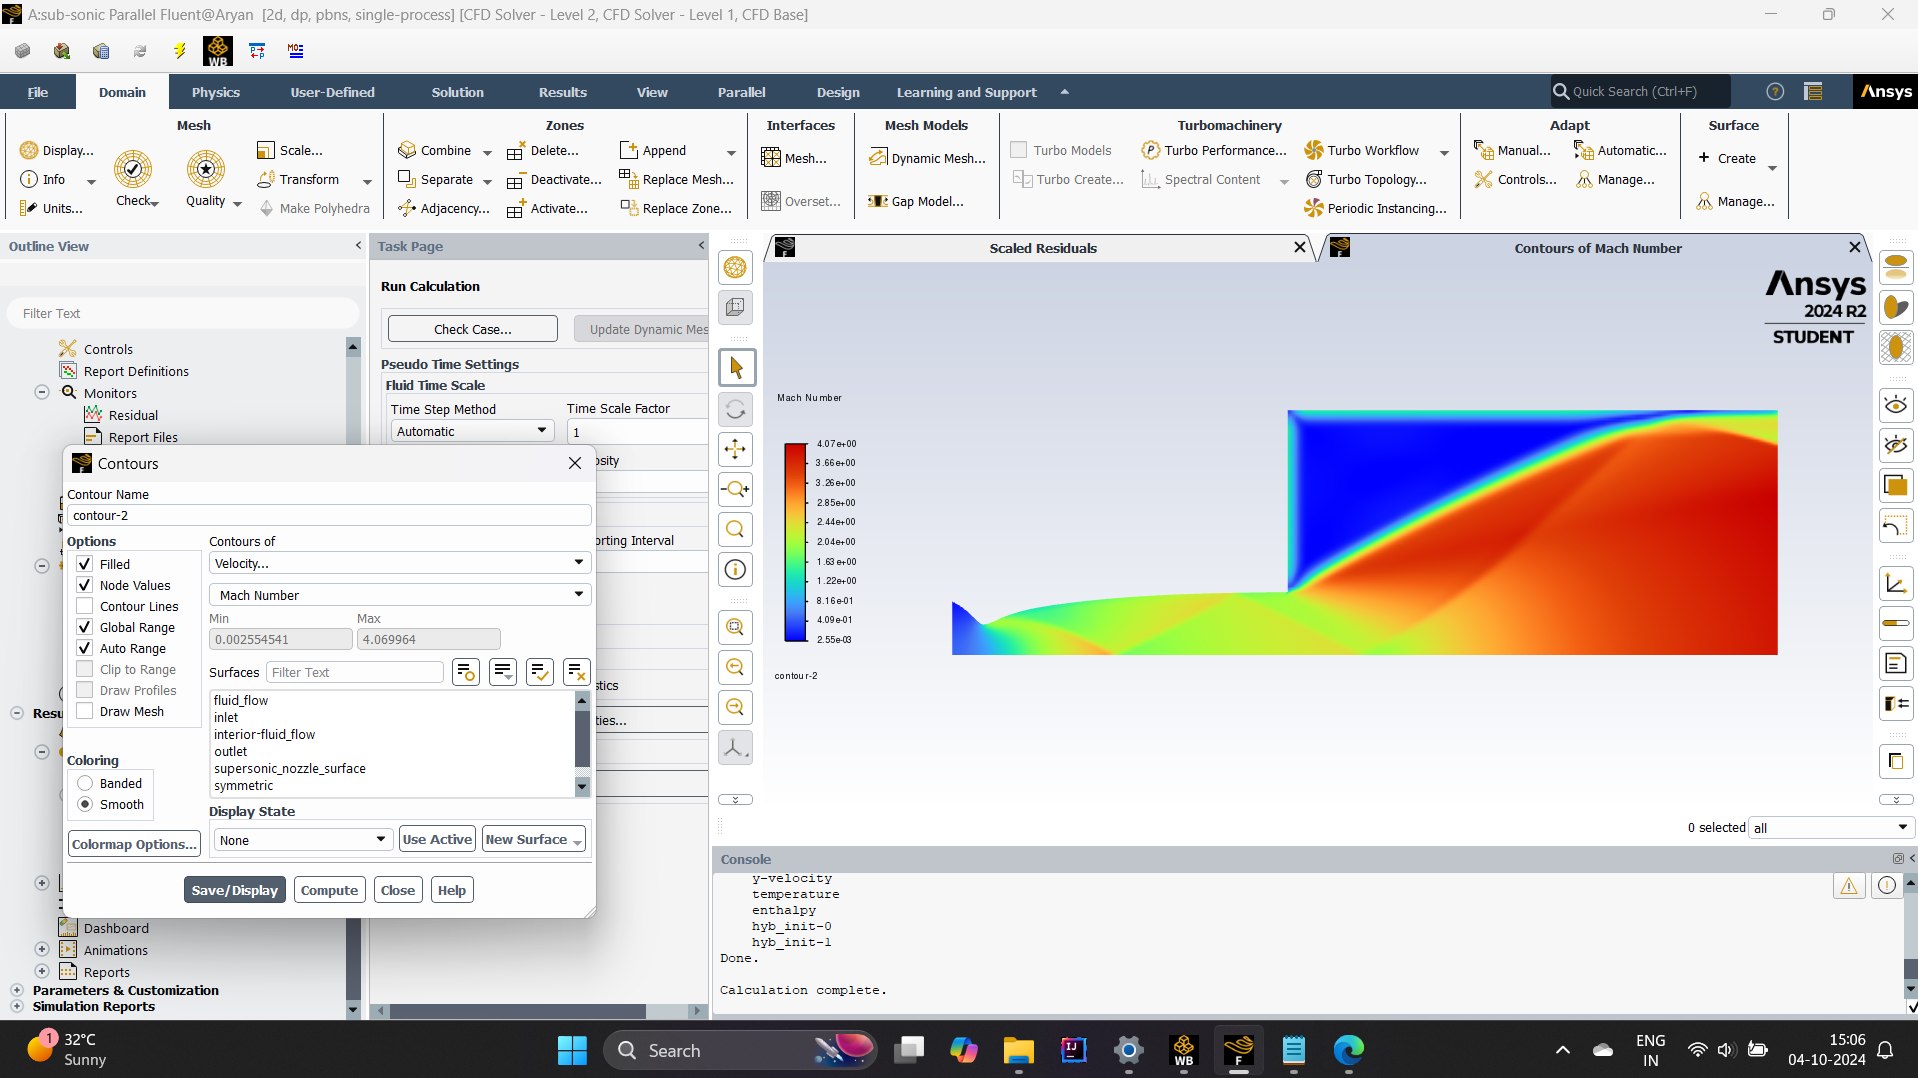 A:sub-sonic Parallel Fluent@Aryan [2d, dp, pbns, single-process] [CFD Solver - Level 2, CFD Solver - Level 1, CFD Base]
WB
File Domain Physics User-Defined Solution Results View Parallel Design Learning and Support Quick Search (Ctrl+F) Ansys
Mesh Zones Interfaces Mesh Models Turbomachinery Adapt Surface
Display... Scale... Combine Delete... Append Mesh... Dynamic Mesh... Turbo Models Turbo Performance... Turbo Workflow Manual... Automatic... Create
Info Transform Separate Deactivate... Replace Mesh... Turbo Create... Spectral Content Turbo Topology... Controls... Manage...
Check Quality
Units... Make Polyhedra Adjacency... Activate... Replace Zone... Overset... Gap Model... Periodic Instancing... Manage...
Outline View
Filter Text
Controls
Report Definitions
Monitors
Residual
Report Files
Resu
Dashboard
Animations
Reports
Parameters & Customization
Simulation Reports
Task Page
Run Calculation
Check Case... Update Dynamic Mes
Pseudo Time Settings
Fluid Time Scale
Time Step Method Time Scale Factor
Automatic 1
osity
orting Interval
stics
ties...
Contours
Contour Name
contour-2
Options
Filled
Node Values
Contour Lines
Global Range
Auto Range
Clip to Range
Draw Profiles
Draw Mesh
Coloring
Banded
Smooth
Colormap Options...
Contours of
Velocity...
Mach Number
Min Max
0.002554541 4.069964
Surfaces Filter Text
fluid_flow
inlet
interior-fluid_flow
outlet
supersonic_nozzle_surface
symmetric
Display State
None Use Active New Surface
Save/Display Compute Close Help
Scaled Residuals Contours of Mach Number
Ansys
2024 R2
STUDENT
Mach Number
4.07e+00
3.66e+00
3.26e+00
2.85e+00
2.44e+00
2.04e+00
1.63e+00
1.22e+00
8.16e-01
4.09e-01
2.55e-03
contour-2
0 selected all
Console
y-velocity
temperature
enthalpy
hyb_init-0
hyb_init-1
Done.
Calculation complete.
1
32°C
Sunny
Search
ENG
IN
15:06
04-10-2024